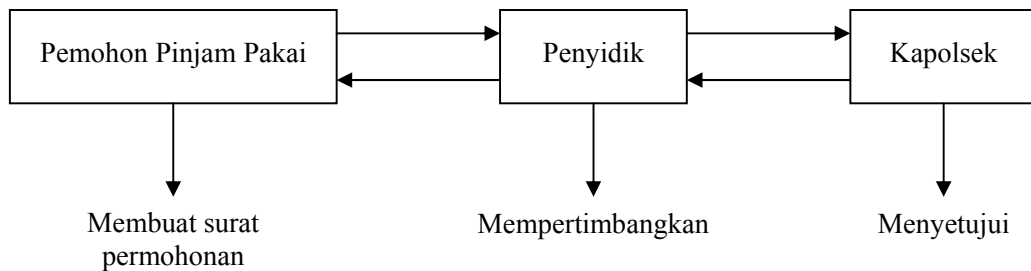 Pemohon Pinjam Pakai
Penyidik
Kapolsek
Membuat surat
permohonan
Mempertimbangkan
Menyetujui